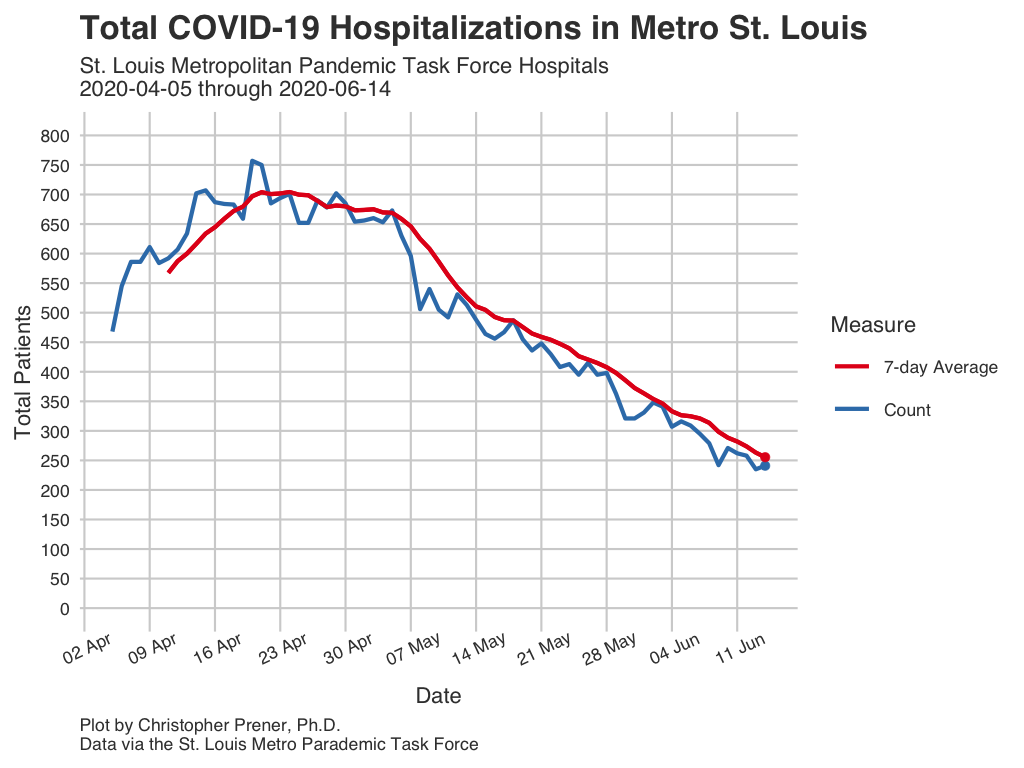 Total COVID-19 Hospitalizations in Metro St. Louis
St. Louis Metropolitan Pandemic Task Force Hospitals
2020-04-05 through 2020-06-14
Total Patients
800
750
700
650
600
550
500
450
400
350
300
250
200
150
100
50
0
02 Apr
09 Apr
16 Apr
23 Apr
30 Apr
07 May
14 May
21 May
28 May
04 Jun
11 Jun
Date
Measure
7-day Average
Count
Plot by Christopher Prener, Ph.D.
Data via the St. Louis Metro Parademic Task Force